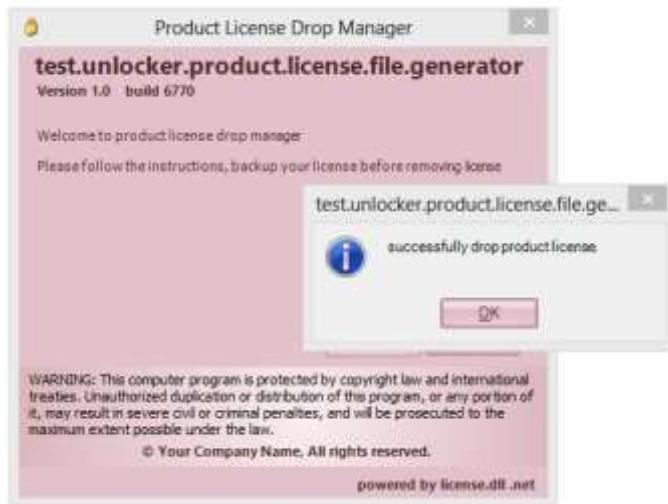 Product License Drop Manager
test.unlocker.product.license.file.generator
Version 1.0 build 6770
Welcome to product license drop manager
Please follow the instructions, backup your license before removing license
test.unlocker.product.license.file.ge...
successfully drop product license.
OK
WARNING: This computer program is protected by copyright law and international
treaties. Unauthorized duplication or distribution of this program, or any portion of
it, may result in severe civil or criminal penalties, and will be prosecuted to the
maximum extent possible under the law.
© Your Company Name, All rights reserved.
powered by license.dll .net